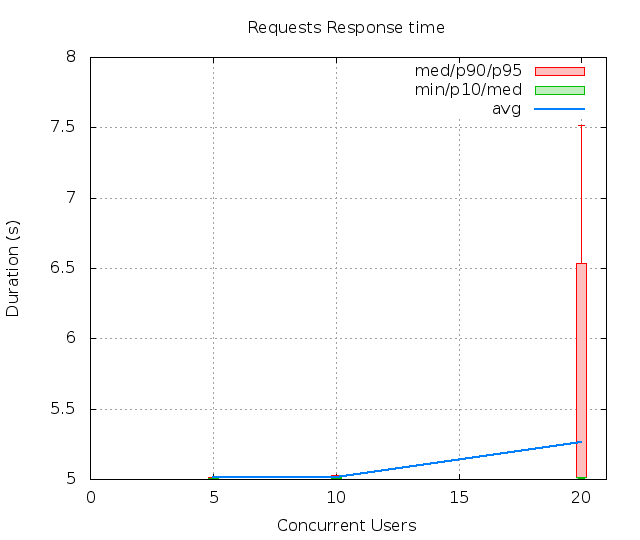 Requests Response time
8
7.5
7
6.5
6
5.5
5
Duration (s)
med/p90/p95
min/p10/med
avg
0 5 10 15 20
Concurrent Users